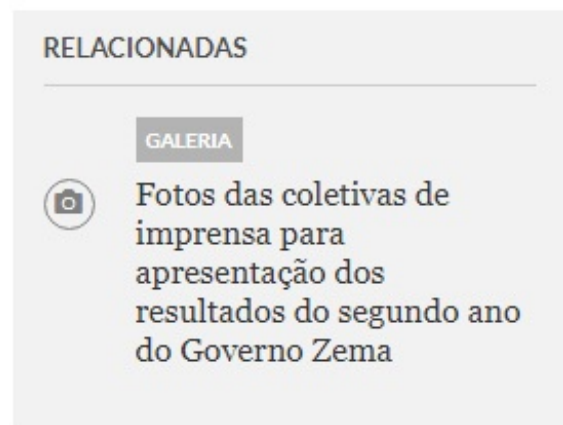 RELACIONADAS
GALERIA
Fotos das coletivas de
imprensa para
apresentação dos
resultados do segundo ano
do Governo Zema